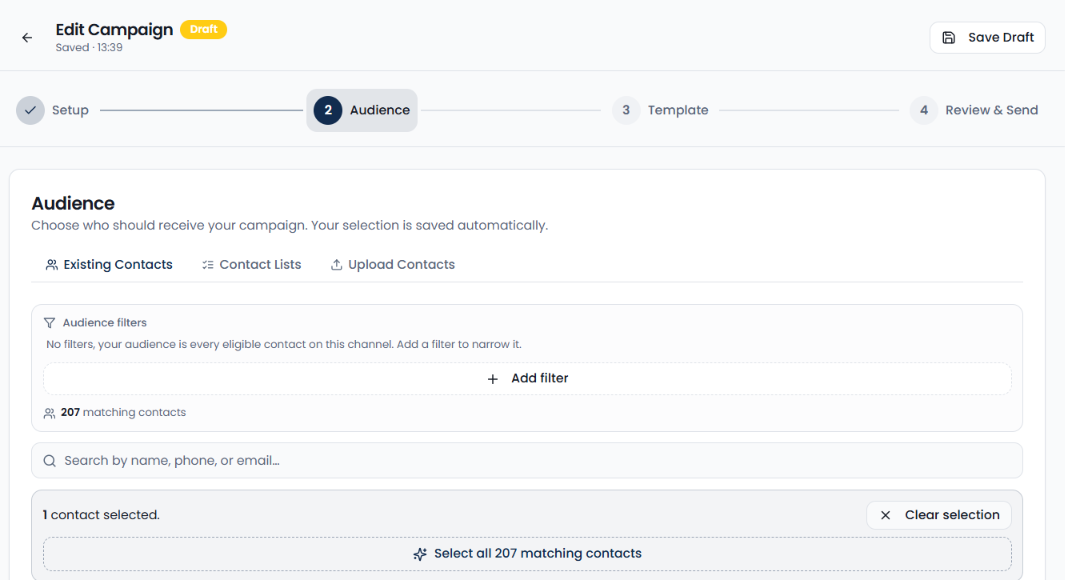 Edit Campaign Draft
Saved · 13:39
Save Draft
Setup
2 Audience
3 Template
4 Review & Send
Audience
Choose who should receive your campaign. Your selection is saved automatically.
Existing Contacts
Contact Lists
Upload Contacts
Audience filters
No filters, your audience is every eligible contact on this channel. Add a filter to narrow it.
Add filter
207 matching contacts
Search by name, phone, or email...
1 contact selected.
Clear selection
Select all 207 matching contacts